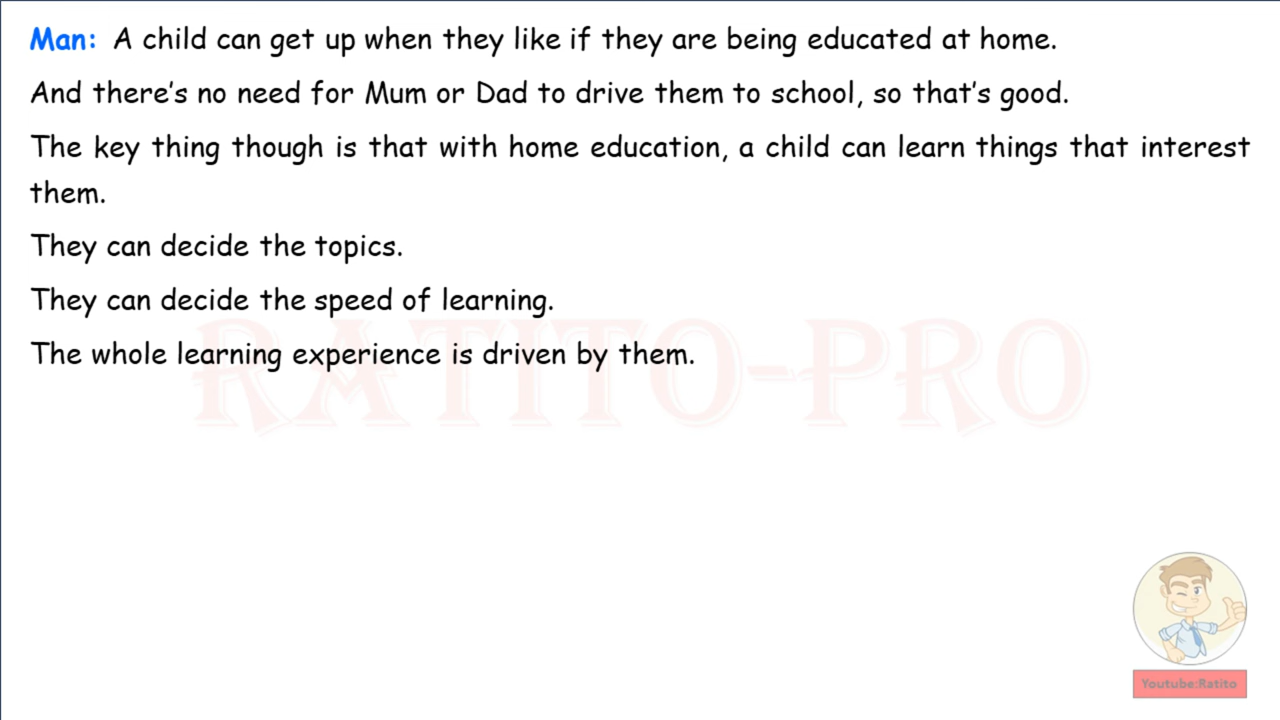 Man: A child can get up when they like if they are being educated at home.
And there's no need for Mum or Dad to drive them to school, so that's good.
The key thing though is that with home education, a child can learn things that interest
them.
They can decide the topics.
They can decide the speed of learning.
The whole learning experience is driven by them.
RATITO-PRO
Youtube:Ratito